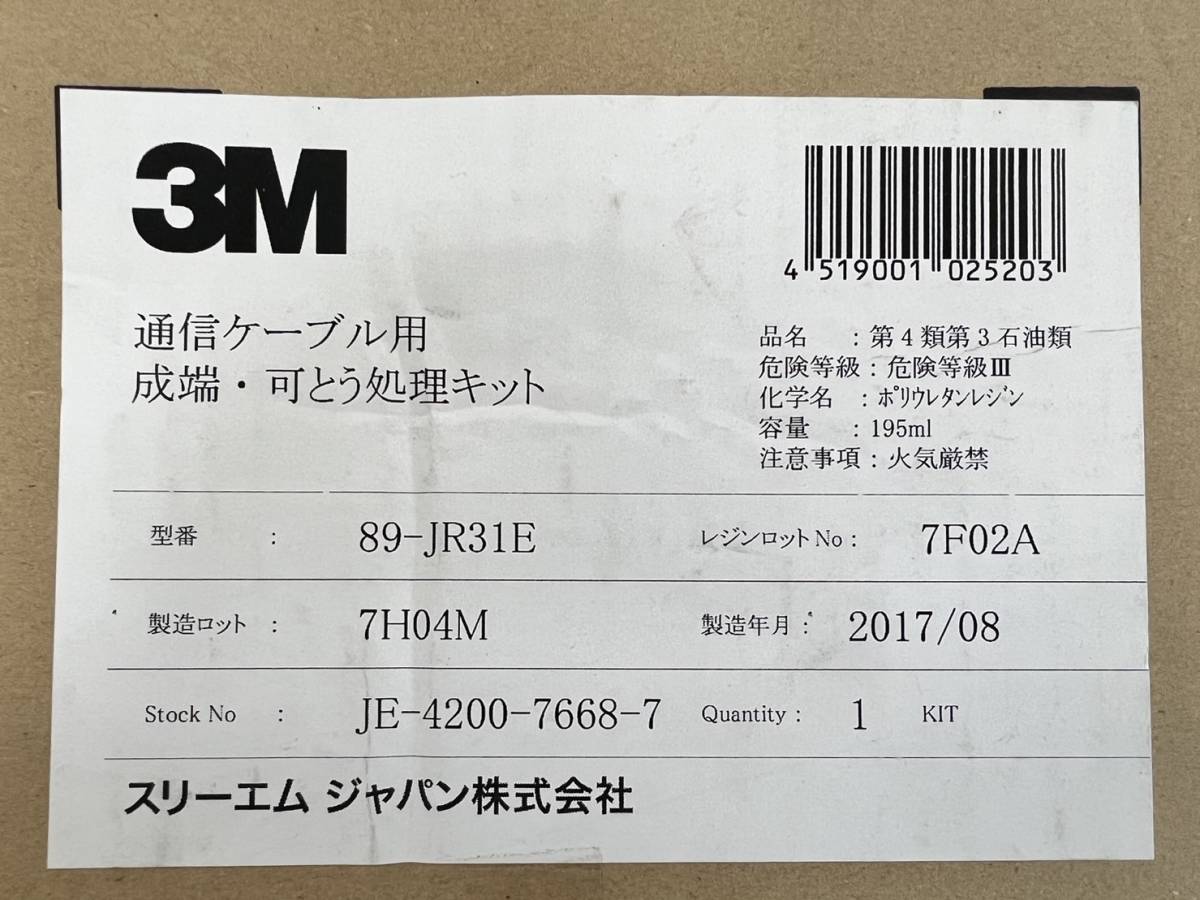 3M
4 519001 025203
通信ケーブル用
成端・可とう処理キット
品名 : 第4類第3石油類
危険等級 : 危険等級Ⅲ
化学名 : ﾎﾟﾘｳﾚﾀﾝﾚｼﾞﾝ
容量 : 195ml
注意事項 : 火気厳禁
型番 : 89-JR31E レジンロットNo : 7F02A
製造ロット : 7H04M 製造年月 : 2017/08
Stock No : JE-4200-7668-7 Quantity : 1 KIT
スリーエム ジャパン株式会社